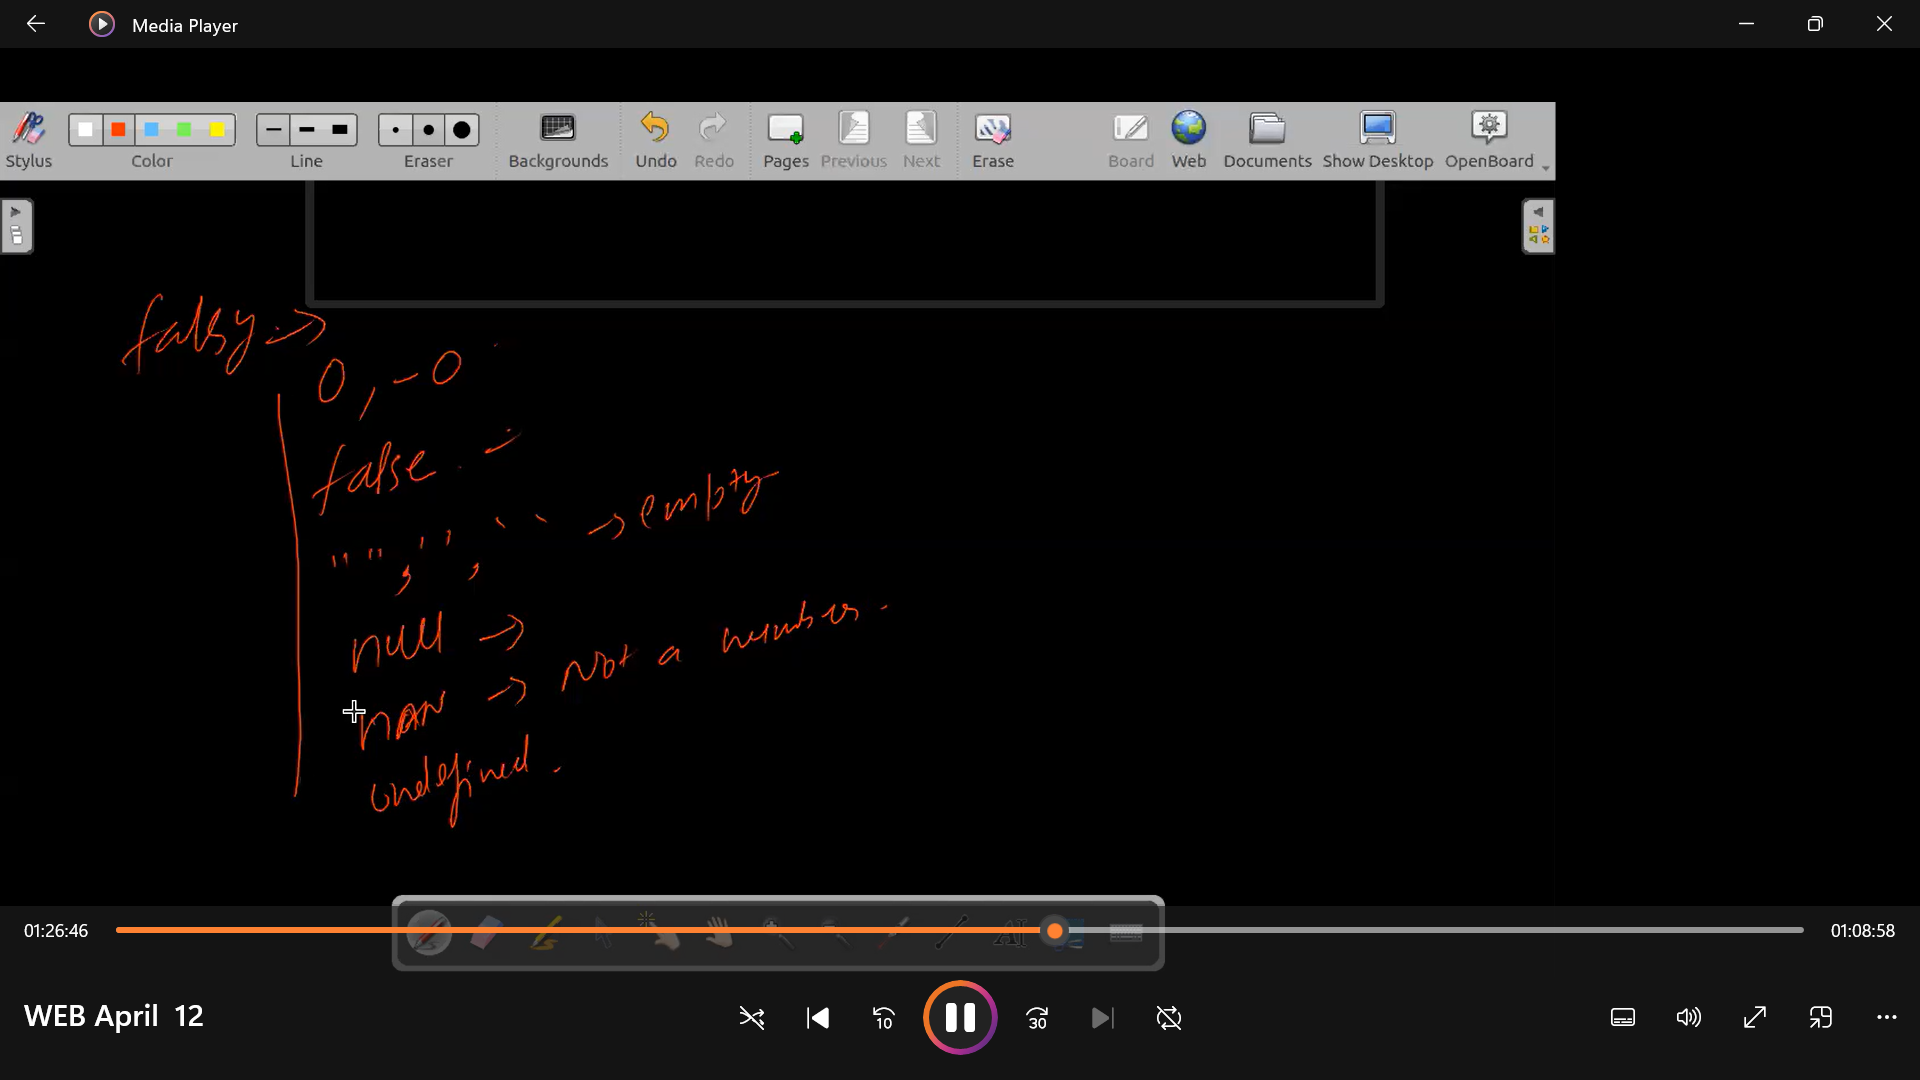 Media Player
Stylus Color Line Eraser Backgrounds Undo Redo Pages Previous Next Erase Board Web Documents Show Desktop OpenBoard
falsy ->
0, -0
false.
" ", ' ', ` ` -> empty
null ->
NAN -> Not a number.
undefined.
01:26:46 01:08:58
WEB April 12
10 30